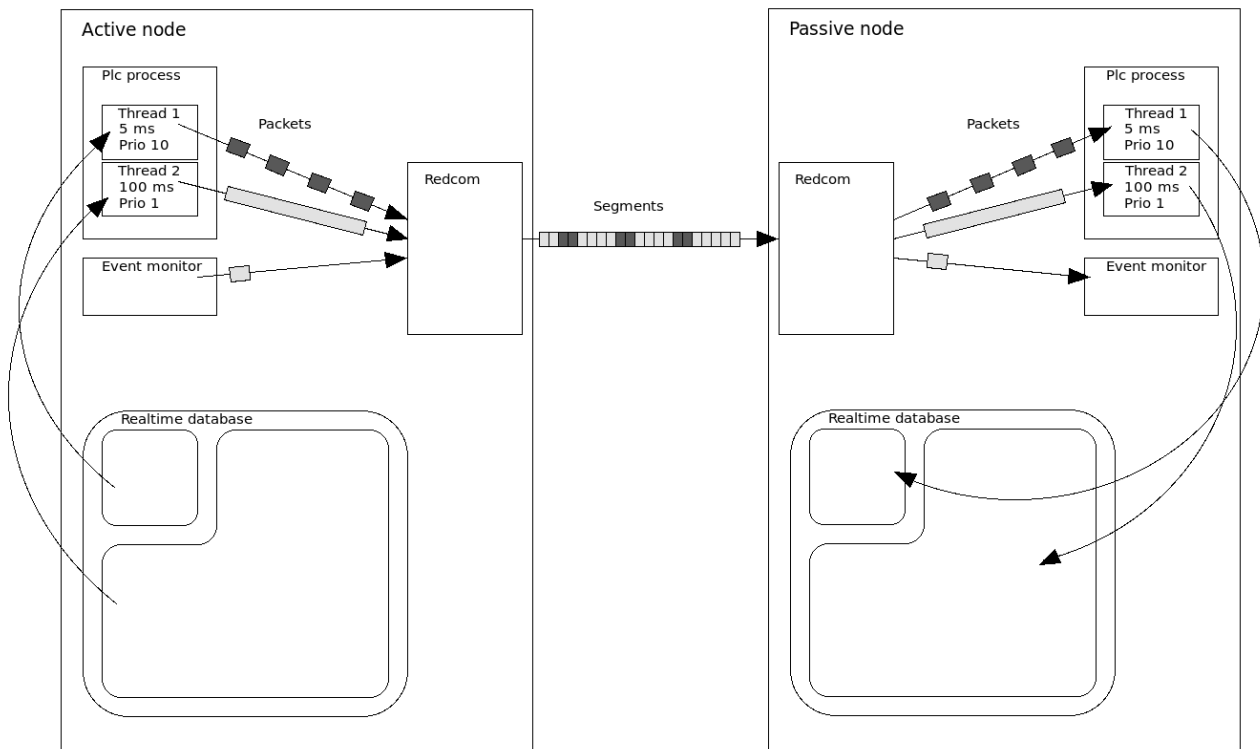 Active node
Plc process
Thread 1
5 ms
Prio 10
Thread 2
100 ms
Prio 1
Event monitor
Packets
Redcom
Realtime database
Segments
Passive node
Plc process
Thread 1
5 ms
Prio 10
Thread 2
100 ms
Prio 1
Event monitor
Packets
Redcom
Realtime database